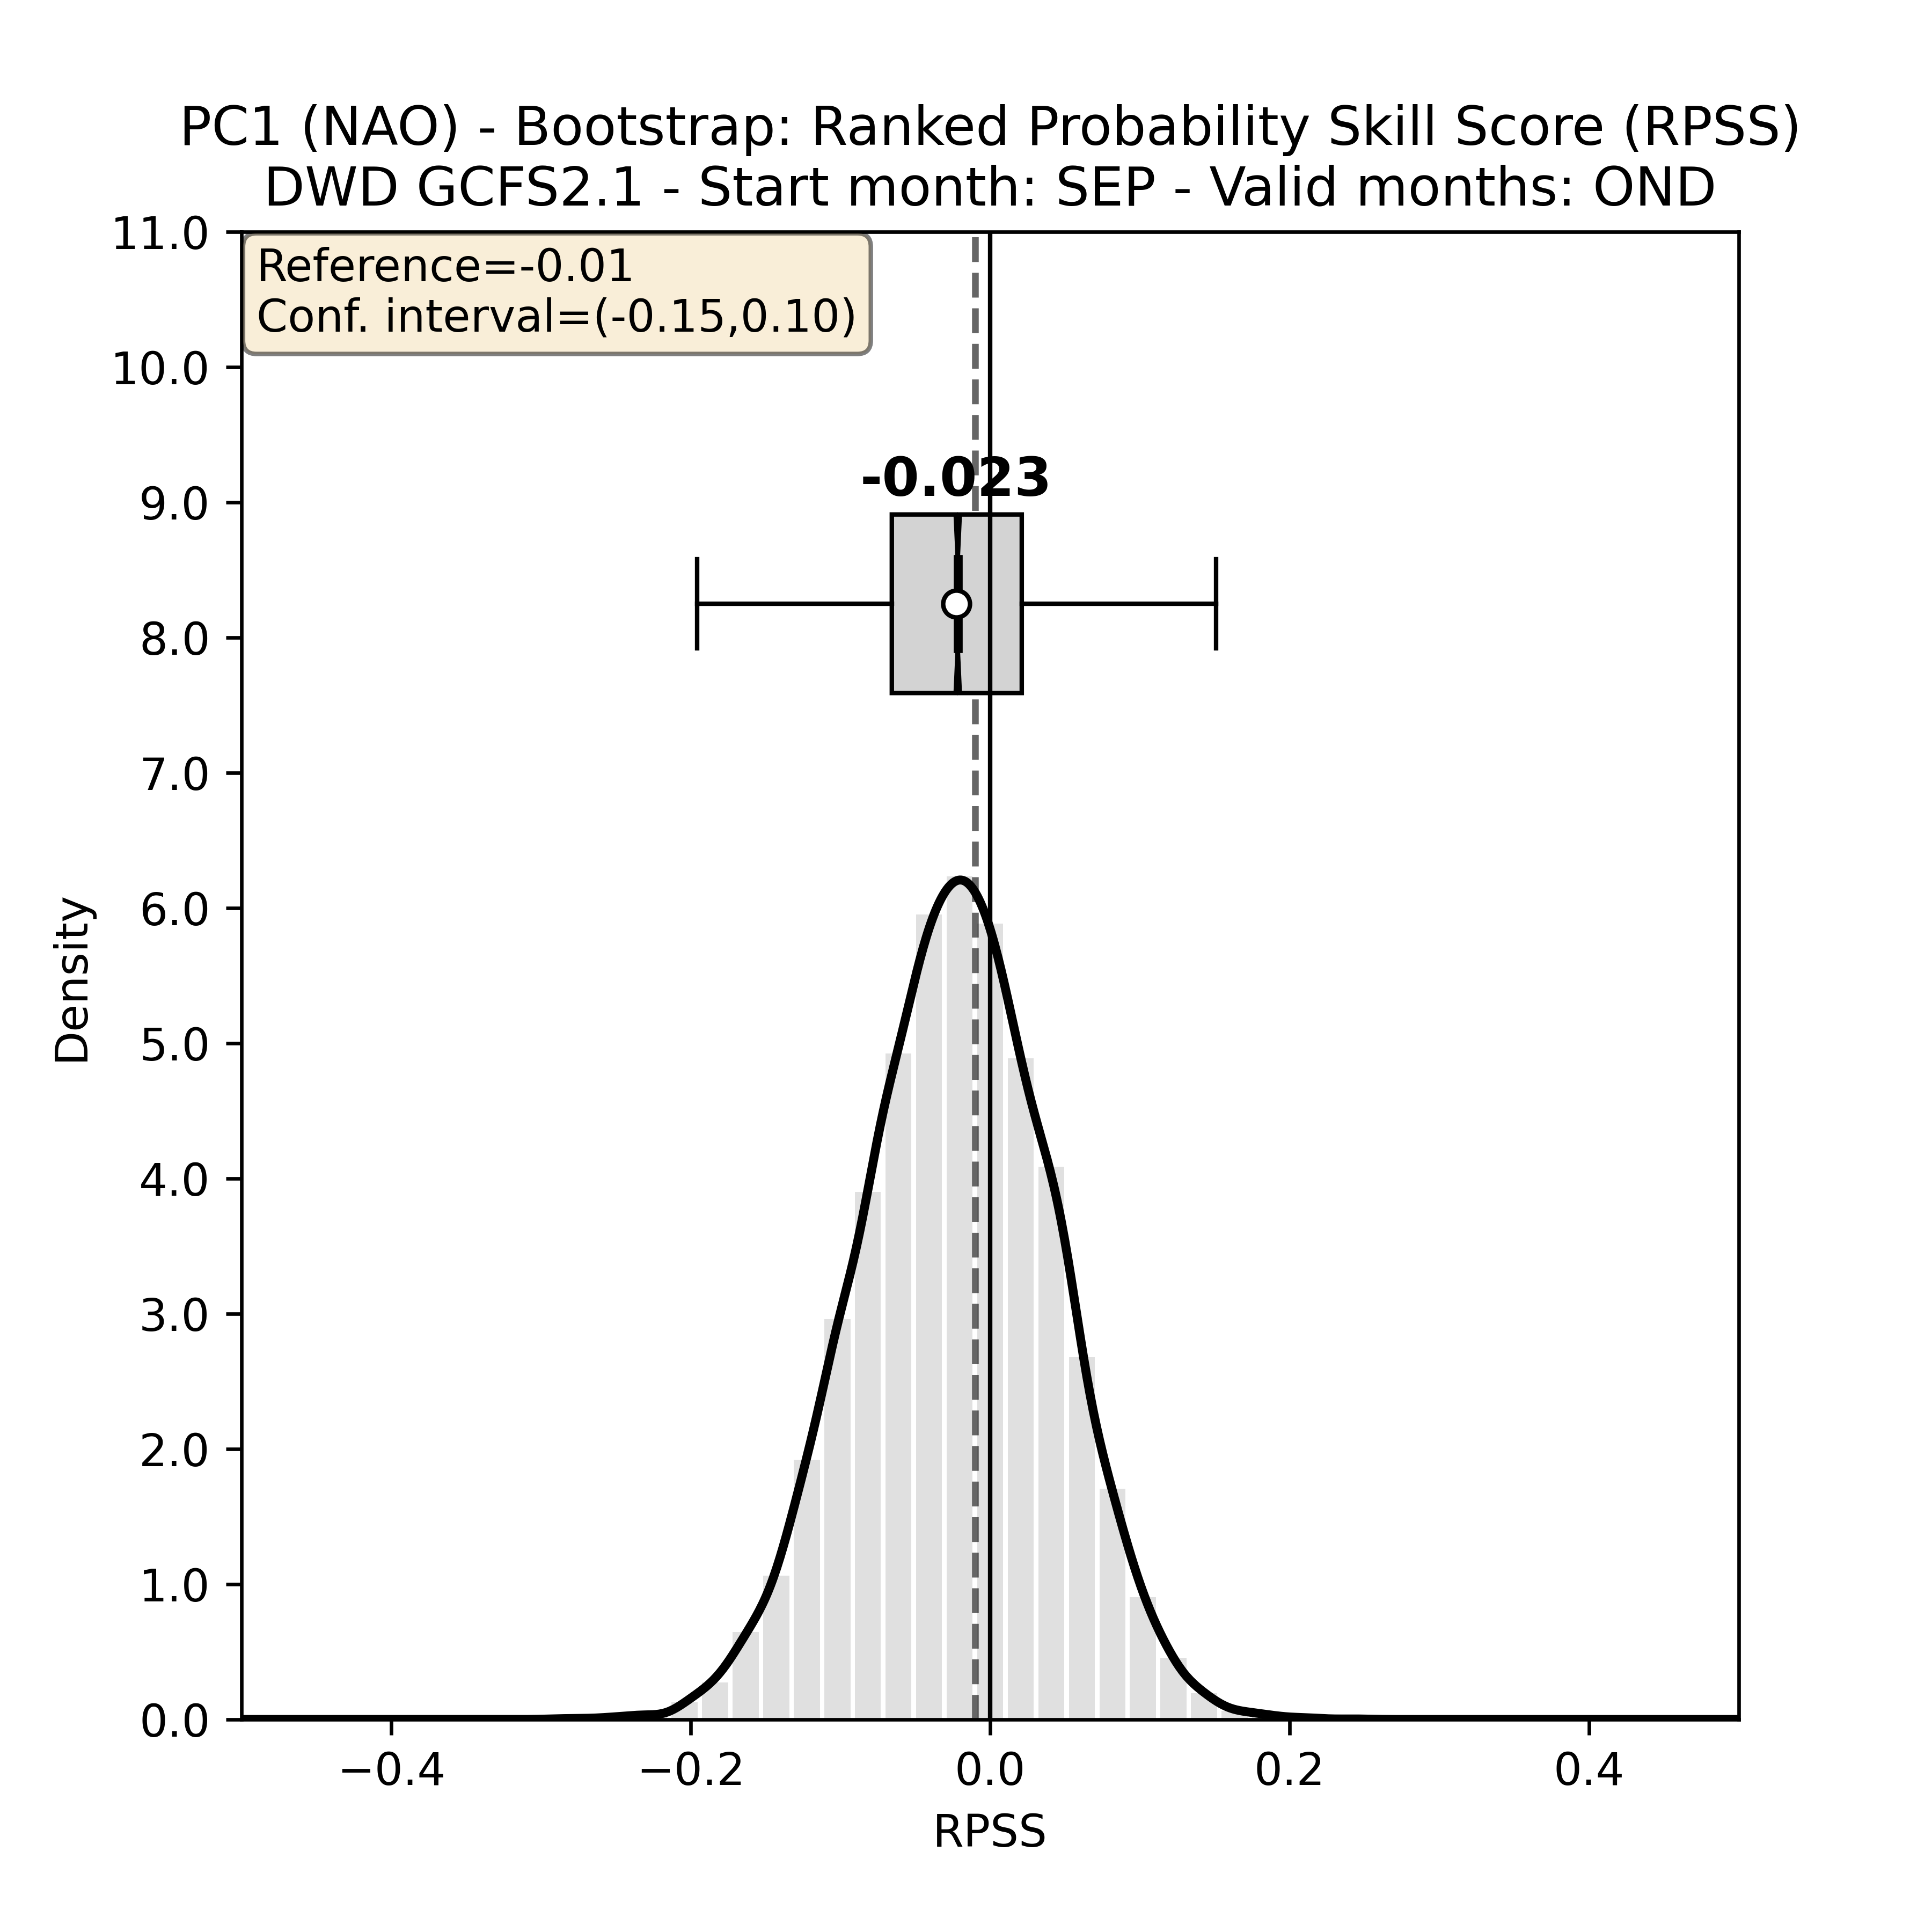 PC1 (NAO) - Bootstrap: Ranked Probability Skill Score (RPSS)
DWD GCFS2.1 - Start month: SEP - Valid months: OND
Reference=-0.01
Conf. interval=(-0.15,0.10)
-0.023
Density
11.0
10.0
9.0
8.0
7.0
6.0
5.0
4.0
3.0
2.0
1.0
0.0
−0.4 −0.2 0.0 0.2 0.4
RPSS